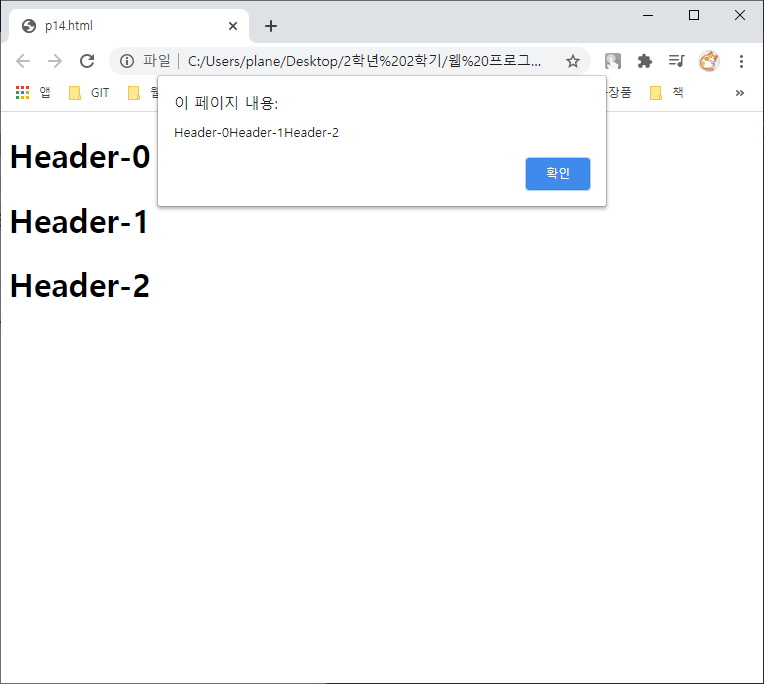 p14.html
파일 C:/Users/plane/Desktop/2학년%202학기/웹%20프로그...
앱 GIT 책
이 페이지 내용:
Header-0Header-1Header-2
확인
Header-0
Header-1
Header-2